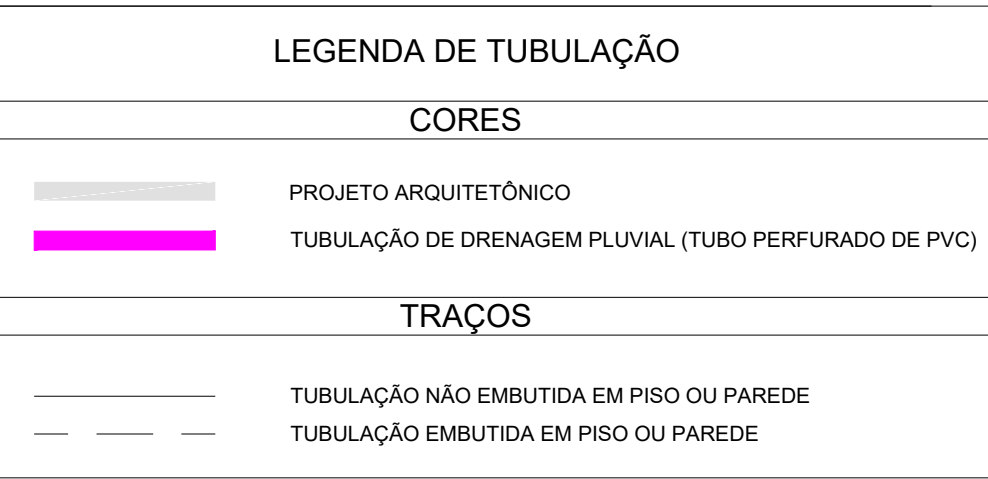 LEGENDA DE TUBULAÇÃO
CORES
PROJETO ARQUITETÔNICO
TUBULAÇÃO DE DRENAGEM PLUVIAL (TUBO PERFURADO DE PVC)
TRAÇOS
TUBULAÇÃO NÃO EMBUTIDA EM PISO OU PAREDE
TUBULAÇÃO EMBUTIDA EM PISO OU PAREDE